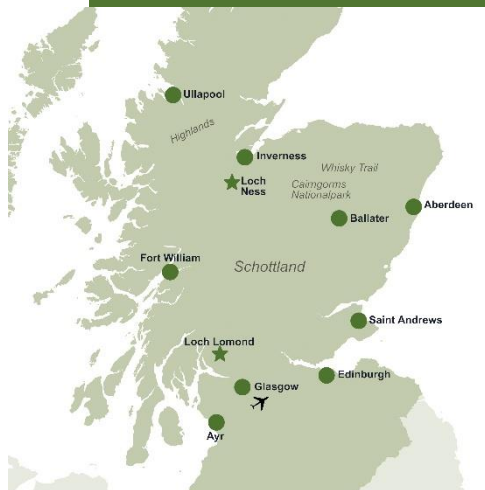 Ullapool
Highlands
Inverness
Whisky Trail
Loch
Ness
Cairngorms
Nationalpark
Aberdeen
Ballater
Fort William
Schottland
Saint Andrews
Loch Lomond
Edinburgh
Glasgow
Ayr